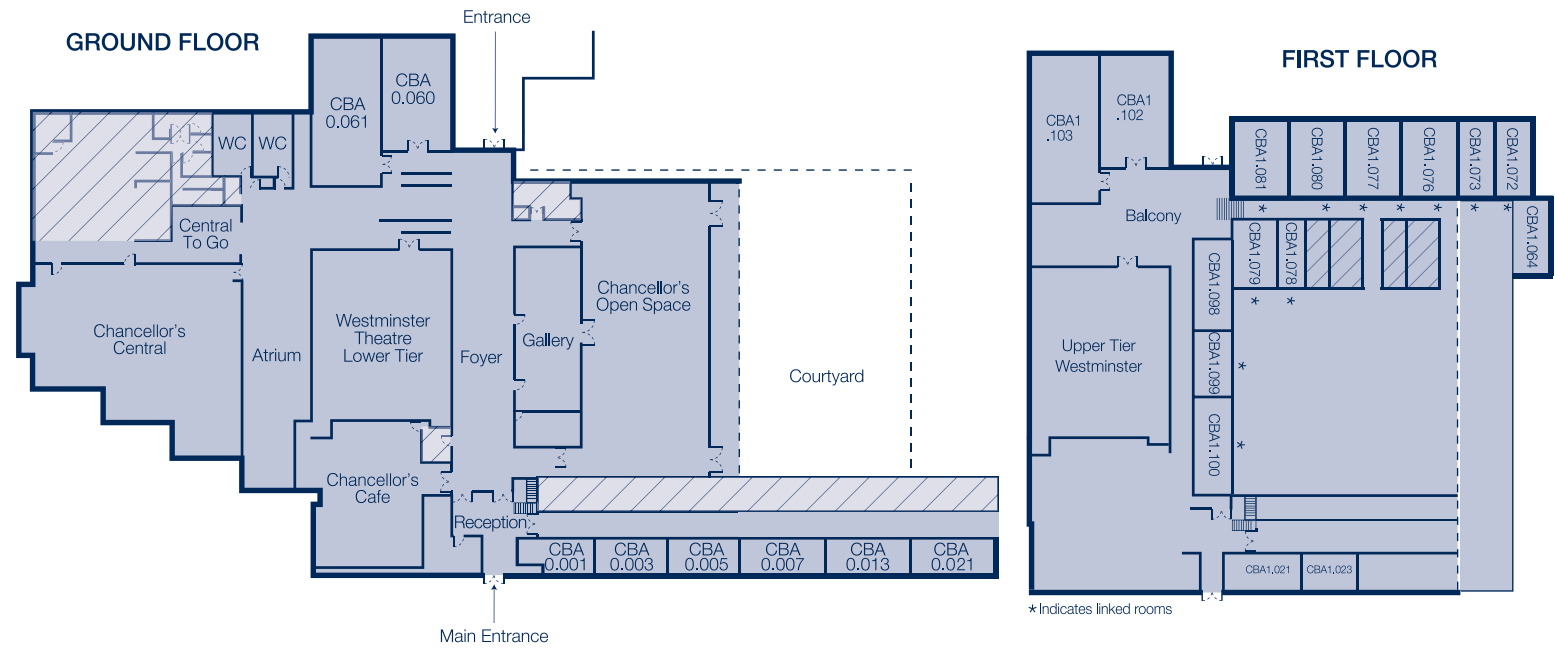 Entrance
GROUND FLOOR
CBA
0.061
CBA
0.060
WC
WC
Central
To Go
Chancellor's
Central
Atrium
Westminster
Theatre
Lower Tier
Foyer
Gallery
Chancellor's
Open Space
Courtyard
Chancellor's
Cafe
Reception
CBA
0.001
CBA
0.003
CBA
0.005
CBA
0.007
CBA
0.013
CBA
0.021
Main Entrance
FIRST FLOOR
CBA1
.103
CBA1
.102
CBA1.081
CBA1.080
CBA1.077
CBA1.076
CBA1.073
CBA1.072
Balcony
* * * * * *
CBA1.064
CBA1.079
CBA1.078
* *
CBA1.098
CBA1.099
*
CBA1.100
*
Upper Tier
Westminster
CBA1.021
CBA1.023
* Indicates linked rooms